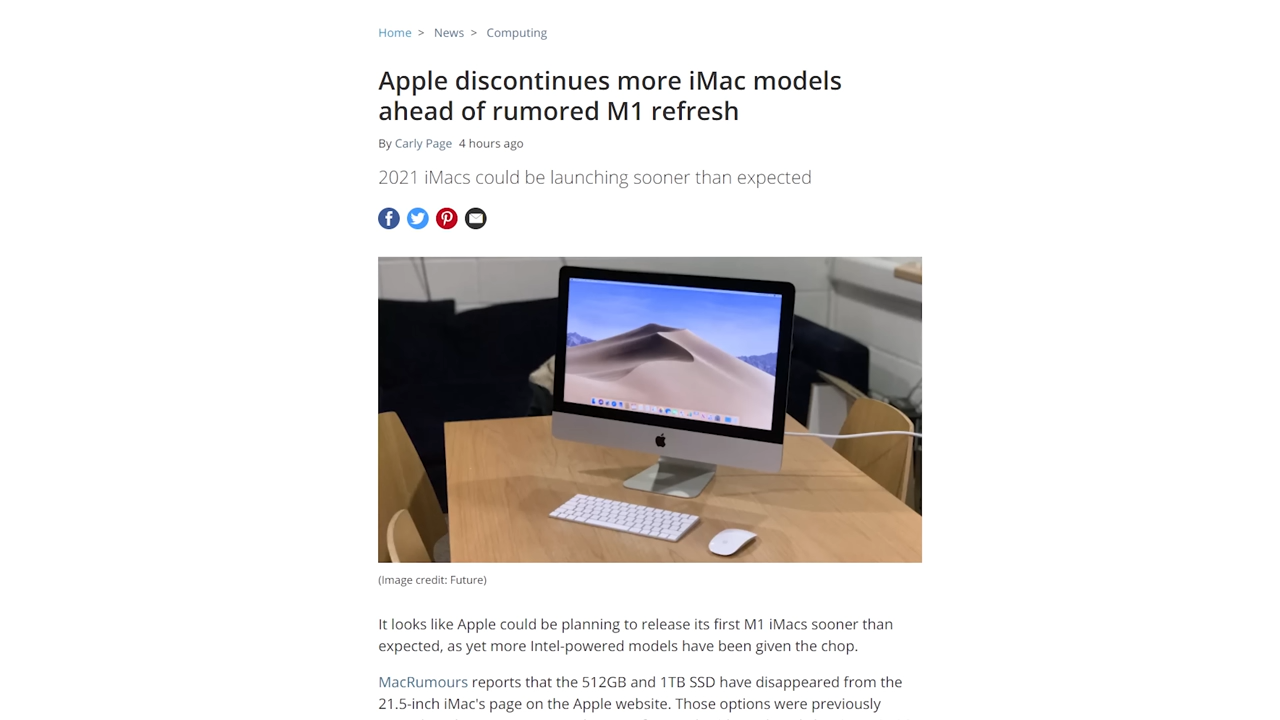 Home > News > Computing
Apple discontinues more iMac models
ahead of rumored M1 refresh
By Carly Page 4 hours ago
2021 iMacs could be launching sooner than expected
(Image credit: Future)
It looks like Apple could be planning to release its first M1 iMacs sooner than
expected, as yet more Intel-powered models have been given the chop.
MacRumours reports that the 512GB and 1TB SSD have disappeared from the
21.5-inch iMac's page on the Apple website. Those options were previously